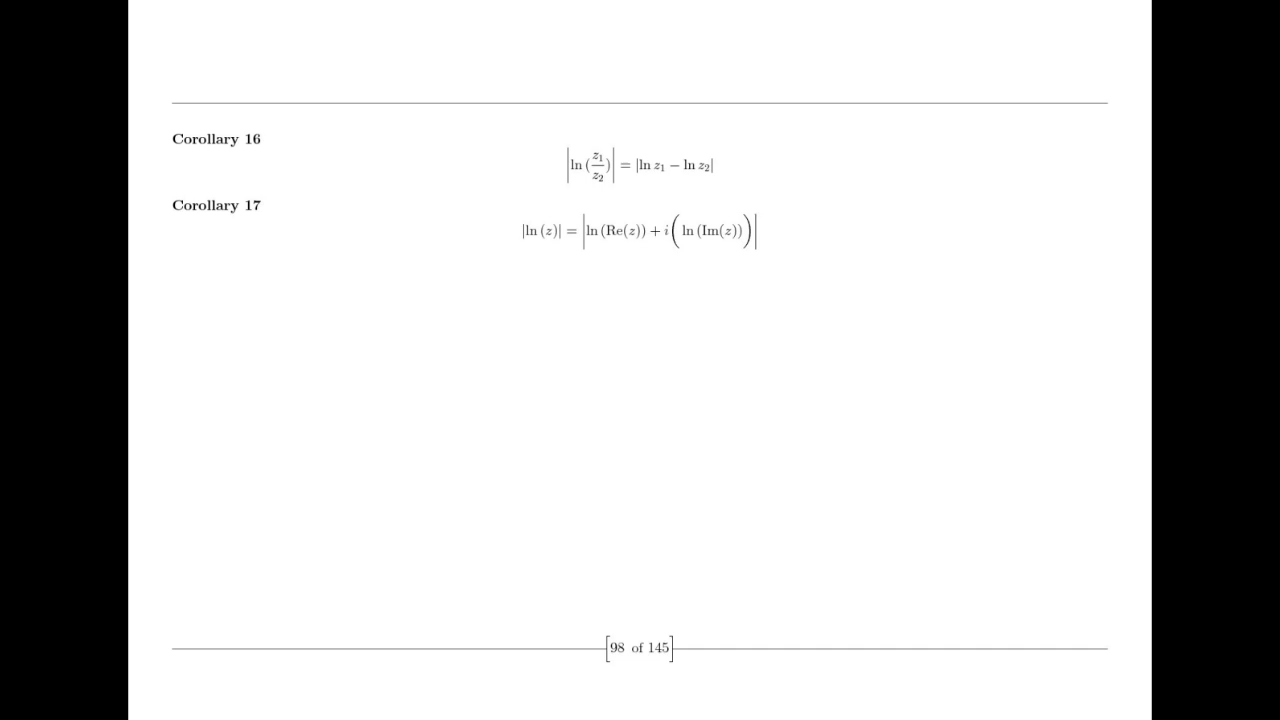 Corollary 16
|ln (z₁/z₂)| = |ln z₁ − ln z₂|
Corollary 17
|ln (z)| = |ln (Re(z)) + i(ln (Im(z)))|
[98 of 145]